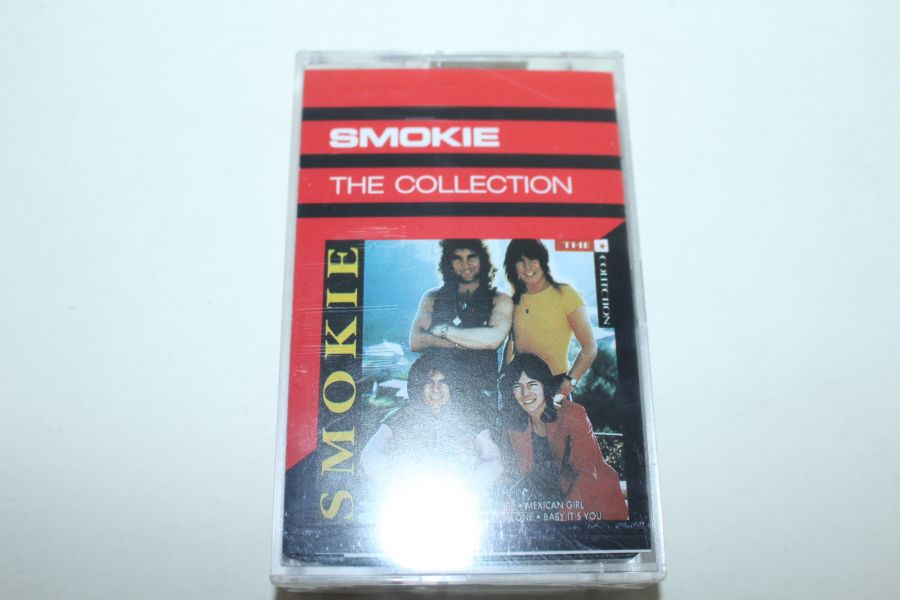 SMOKIE
THE COLLECTION
THE
COLLECTION
SMOKIE
• MEXICAN GIRL
• BABY IT'S YOU